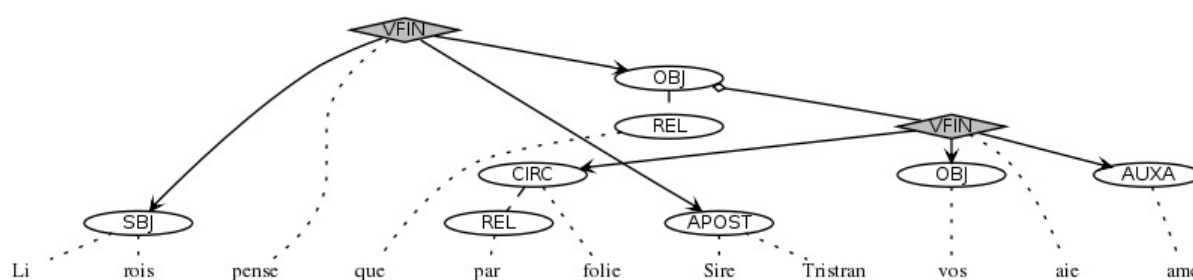 VFIN
OBJ
REL
VFIN
CIRC
OBJ
AUXA
SBJ
REL
APOST
Li rois pense que par folie Sire Tristran vos aie